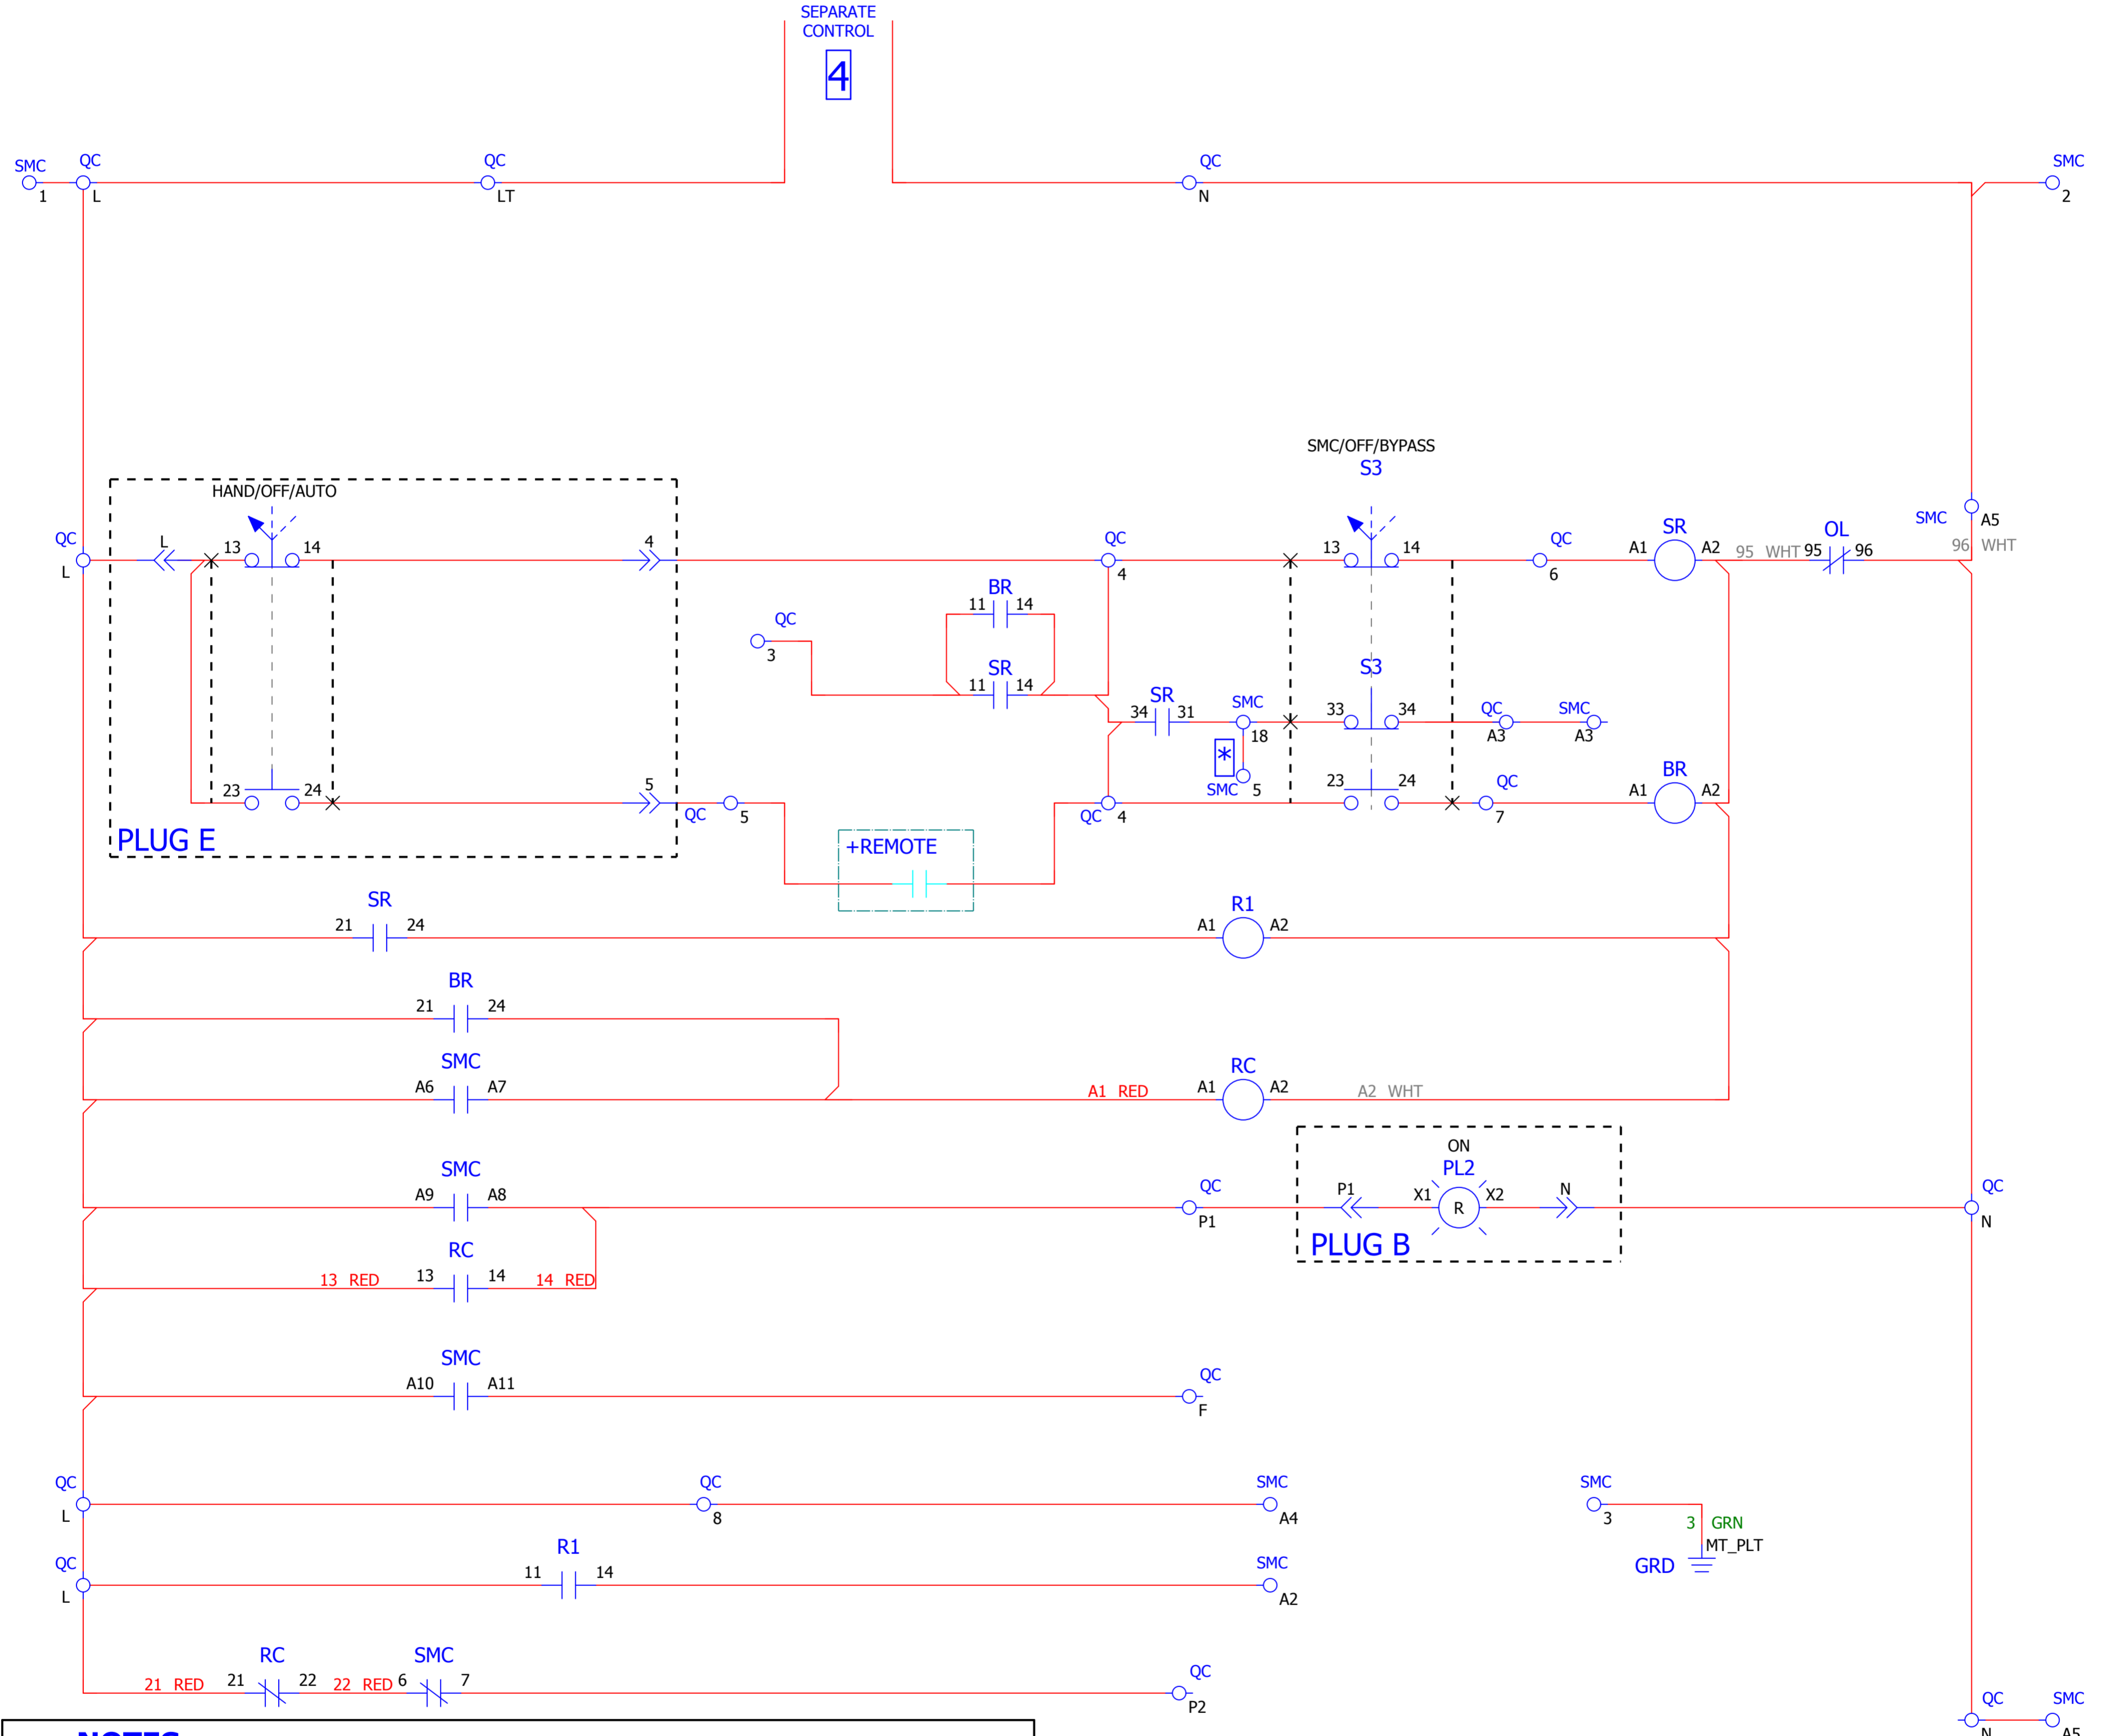 SEPARATE
CONTROL
4
SMC
1
QC
L
QC
LT
QC
N
SMC
2
SMC/OFF/BYPASS
S3
HAND/OFF/AUTO
QC
L
L
13
14
4
QC
4
13
14
QC
6
SR
A1
A2
95 WHT
95
OL
96
SMC
A5
96 WHT
BR
11
14
QC
3
SR
11
14
SR
34
31
SMC
18
S3
33
34
QC
A3
SMC
A3
*
SMC
5
23
24
5
QC
5
QC
4
23
24
QC
7
BR
A1
A2
PLUG E
+REMOTE
SR
21
24
R1
A1
A2
BR
21
24
SMC
A6
A7
A1 RED
RC
A1
A2
A2 WHT
SMC
A9
A8
QC
P1
ON
PL2
P1
X1
R
X2
N
PLUG B
QC
N
RC
13 RED
13
14
14 RED
SMC
A10
A11
QC
F
QC
L
QC
8
SMC
A4
SMC
3
3 GRN
MT_PLT
GRD
QC
L
R1
11
14
SMC
A2
RC
21 RED
21
22
22 RED
SMC
6
7
QC
P2
QC
N
SMC
A5
NOTES